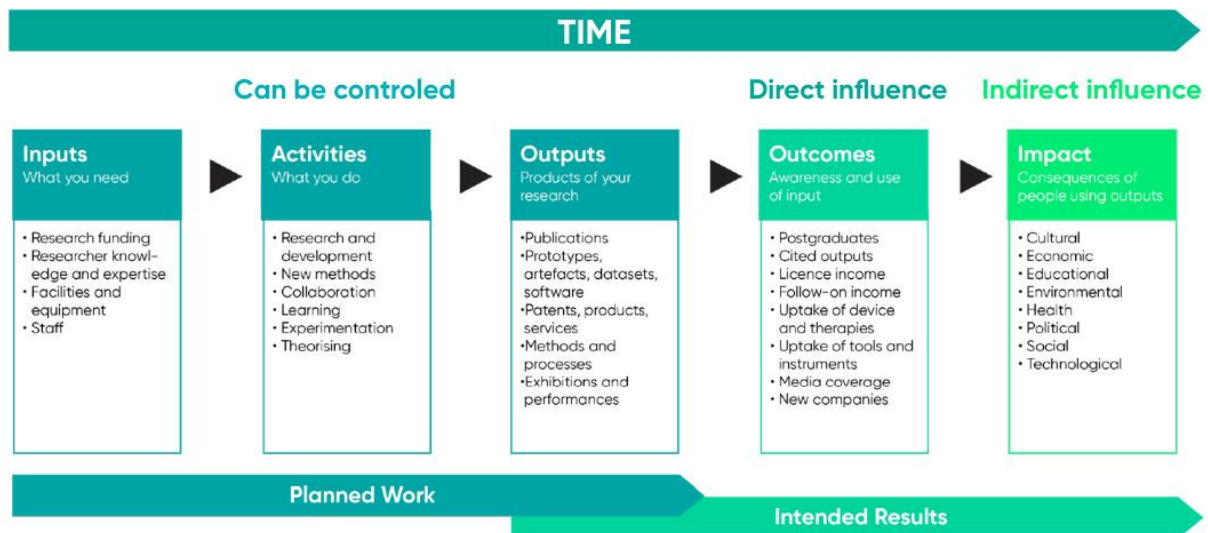 TIME
Can be controled
Direct influence
Indirect influence
Inputs
What you need
• Research funding
• Researcher knowl-
edge and expertise
• Facilities and
equipment
• Staff
Activities
What you do
• Research and
development
• New methods
• Collaboration
• Learning
• Experimentation
• Theorising
Outputs
Products of your
research
•Publications
•Prototypes,
artefacts, datasets,
software
•Patents, products,
services
•Methods and
processes
•Exhibitions and
performances
Outcomes
Awareness and use
of input
• Postgraduates
• Cited outputs
• Licence income
• Follow-on income
• Uptake of device
and therapies
• Uptake of tools and
instruments
• Media coverage
• New companies
Impact
Consequences of
people using outputs
• Cultural
• Economic
• Educational
• Environmental
• Health
• Political
• Social
• Technological
Planned Work
Intended Results